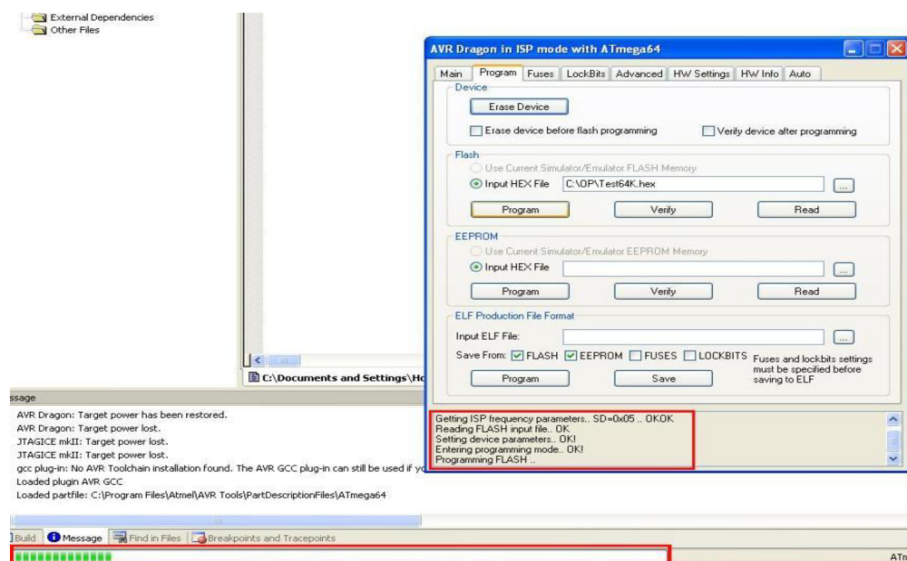 External Dependencies
Other Files
AVR Dragon in ISP mode with ATmega64
Main Program Fuses LockBits Advanced HW Settings HW Info Auto
Device
Erase Device
Erase device before flash programming Verify device after programming
Flash
Use Current Simulator/Emulator FLASH Memory
Input HEX File C:\OP\Test64K.hex ...
Program Verify Read
EEPROM
Use Current Simulator/Emulator EEPROM Memory
Input HEX File ...
Program Verify Read
ELF Production File Format
Input ELF File: ...
Save From: FLASH EEPROM FUSES LOCKBITS Fuses and lockbits settings
must be specified before
saving to ELF
Program Save
Getting ISP frequency parameters.. SD=0x05 .. OKOK
Reading FLASH input file.. OK
Setting device parameters.. OK!
Entering programming mode.. OK!
Programming FLASH ..
C:\Documents and Settings\Ho
ssage
AVR Dragon: Target power has been restored.
AVR Dragon: Target power lost.
JTAGICE mkII: Target power lost.
JTAGICE mkII: Target power lost.
gcc plug-in: No AVR Toolchain installation found. The AVR GCC plug-in can still be used if yo
Loaded plugin AVR GCC
Loaded partfile: C:\Program Files\Atmel\AVR Tools\PartDescriptionFiles\ATmega64
Build Message Find in Files Breakpoints and Tracepoints
ATm